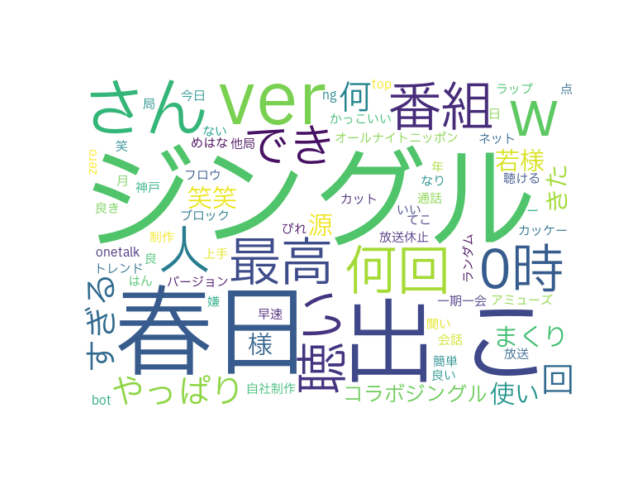 top
ラップ
点
さん
局
今日
ver
ng
何
番組
w
日
かっこいい
オールナイトニッポン
ネット
笑
ない
めはな
他局
でき
zero
ジングル
若様
聴ける
きた
年
なり
月
神戸
フロウ
笑笑
カット
通話
良き
ブロック
源
いい
てこ
ー
カッケー
制作
ぴれ
放送休止
onetalk
人
上手
最高
何回
ランダム
0時
トレンド
良
バージョン
はん
嫌
春日
聴い
出
こ
一期一会
アミューズ
すぎる
早速
様
聞い
会話
まくり
放送
簡単
良い
bot
やっぱり
自社制作
コラボジングル
使い
回